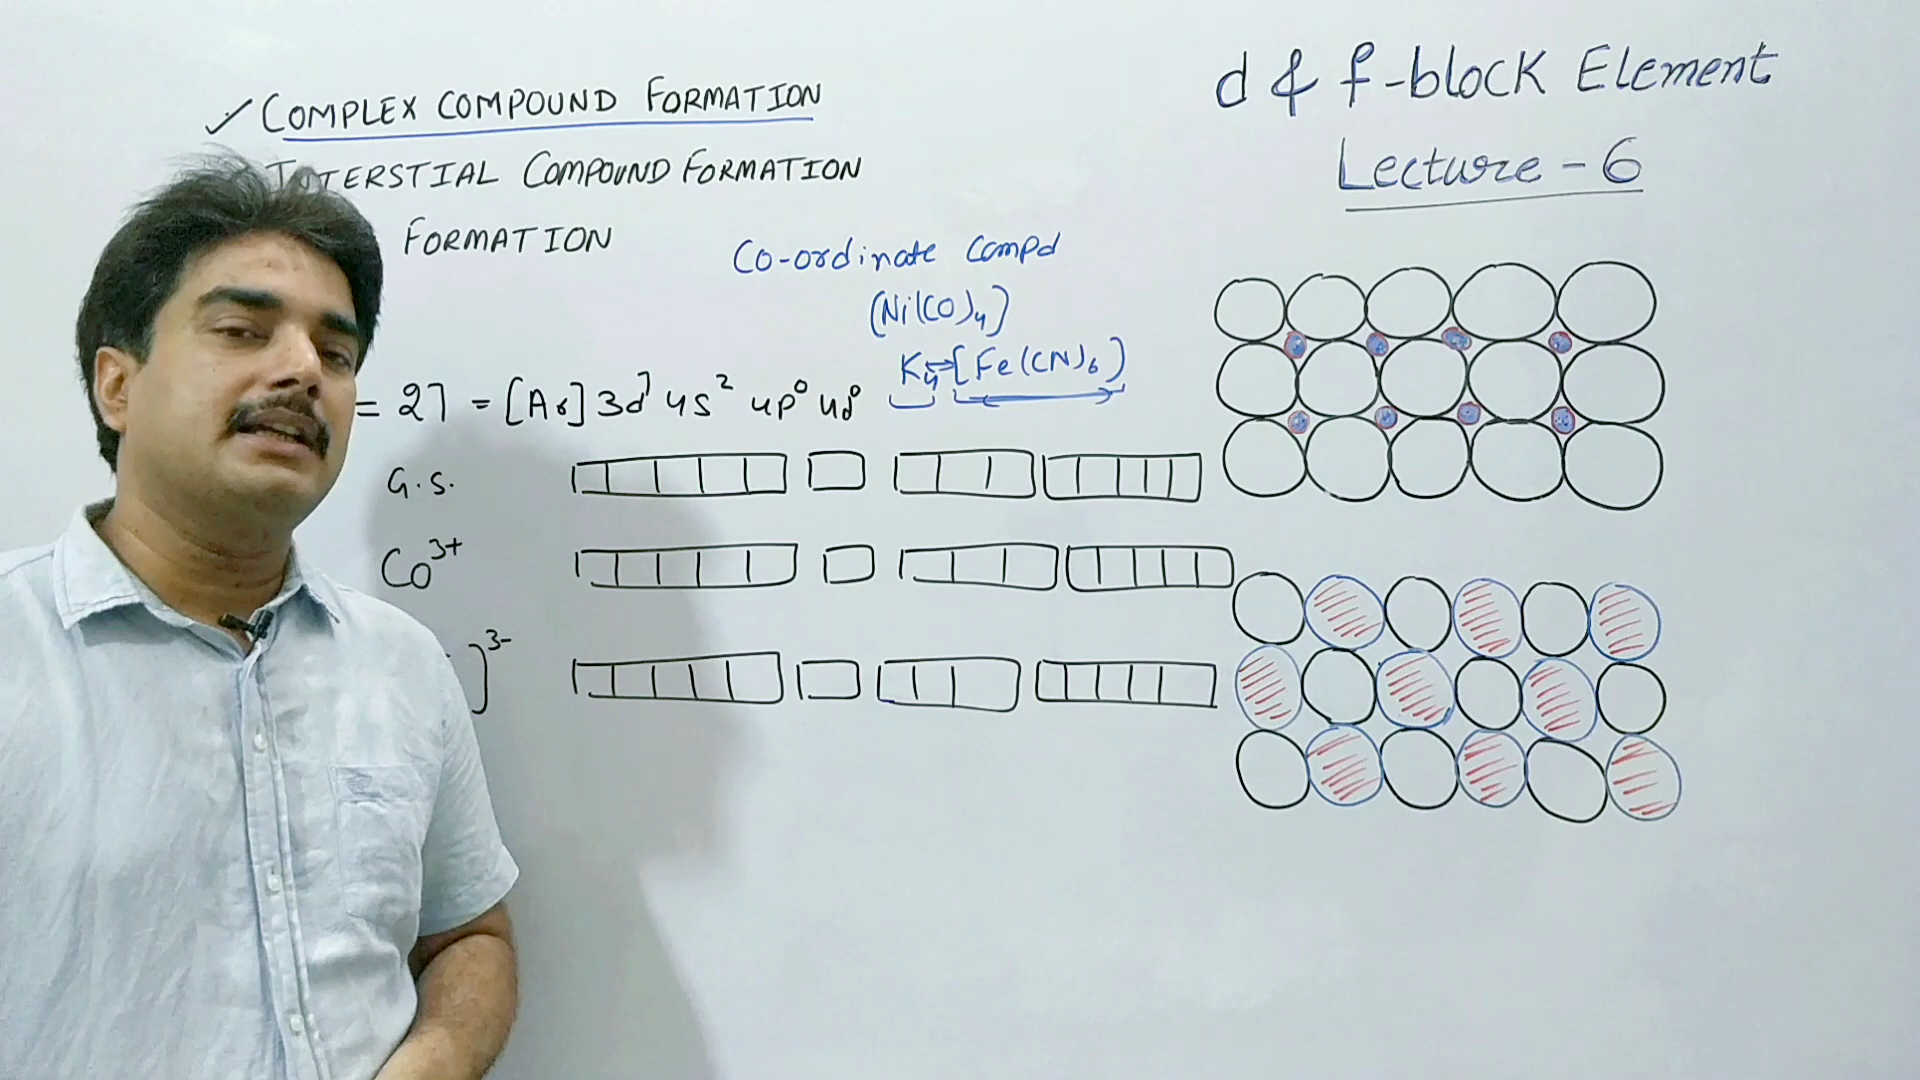 ✓ COMPLEX COMPOUND FORMATION
INTERSTIAL COMPOUND FORMATION
FORMATION
d & f-block Element
Lecture - 6
Co-ordinate Compd
(Ni(CO)₄)
K₄[Fe(CN)₆]
= 27 = [Ar] 3d⁷ 4s² 4p⁰ 4d⁰
G.S.
Co³⁺
]³⁻